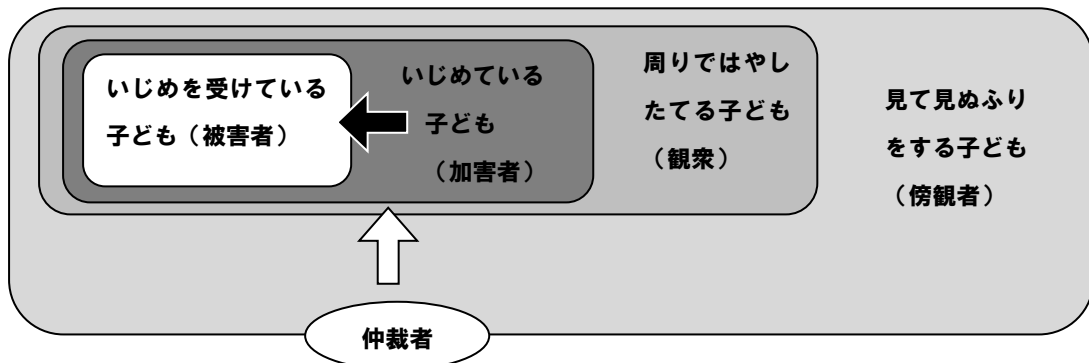 いじめを受けている
子ども（被害者）
いじめている
子ども
（加害者）
周りではやし
たてる子ども
（観衆）
見て見ぬふり
をする子ども
（傍観者）
仲裁者